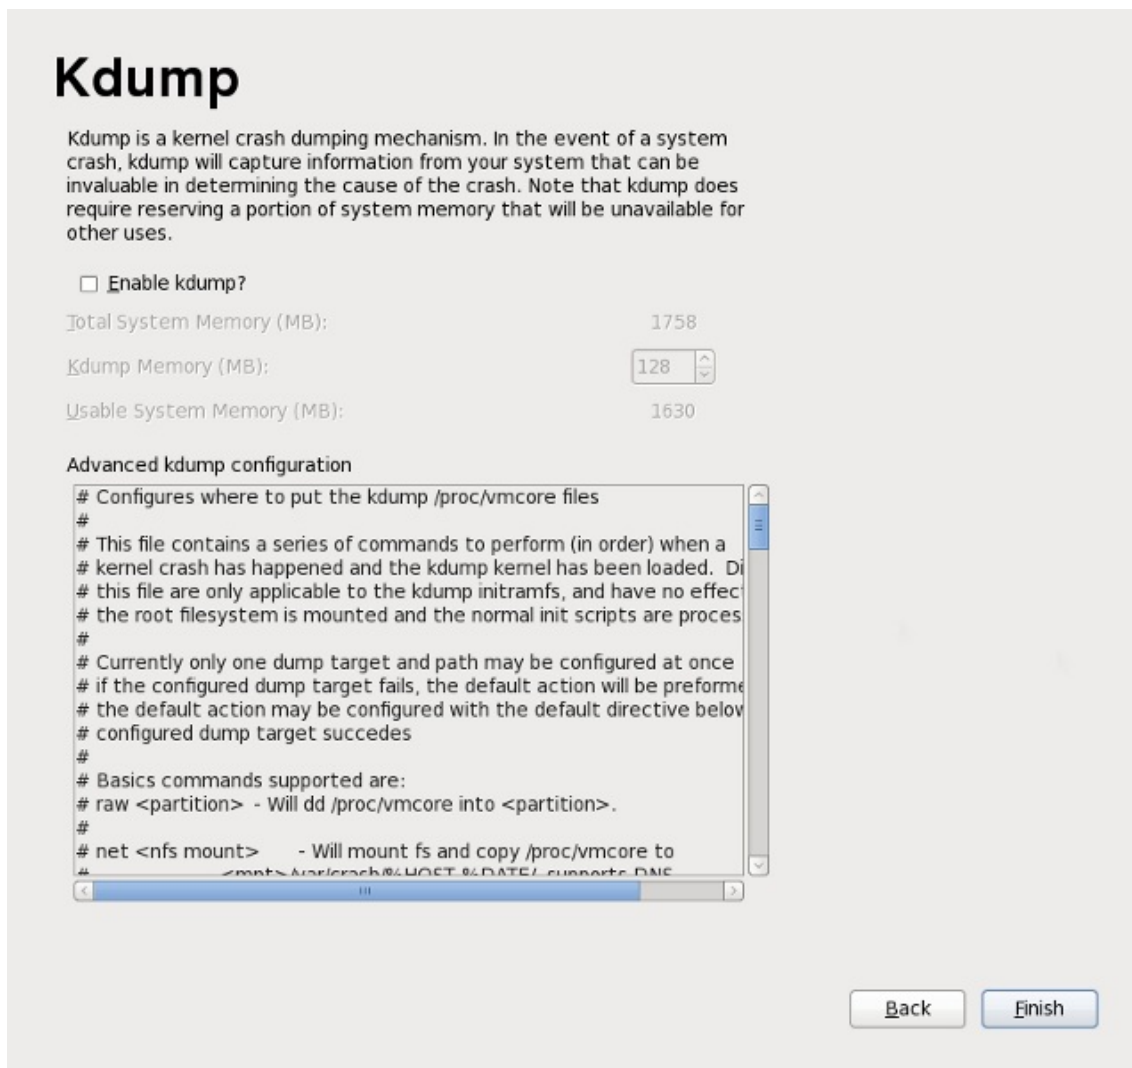 Kdump
Kdump is a kernel crash dumping mechanism. In the event of a system
crash, kdump will capture information from your system that can be
invaluable in determining the cause of the crash. Note that kdump does
require reserving a portion of system memory that will be unavailable for
other uses.
Enable kdump?
Total System Memory (MB): 1758
Kdump Memory (MB): 128
Usable System Memory (MB): 1630
Advanced kdump configuration
# Configures where to put the kdump /proc/vmcore files
#
# This file contains a series of commands to perform (in order) when a
# kernel crash has happened and the kdump kernel has been loaded.  Di
# this file are only applicable to the kdump initramfs, and have no effect
# the root filesystem is mounted and the normal init scripts are proces
#
# Currently only one dump target and path may be configured at once
# if the configured dump target fails, the default action will be preforme
# the default action may be configured with the default directive below
# configured dump target succedes
#
# Basics commands supported are:
# raw <partition>  - Will dd /proc/vmcore into <partition>.
#
# net <nfs mount>      - Will mount fs and copy /proc/vmcore to
# <mnt>/var/crash/%HOST-%DATE/, supports DNS.
Back
Finish